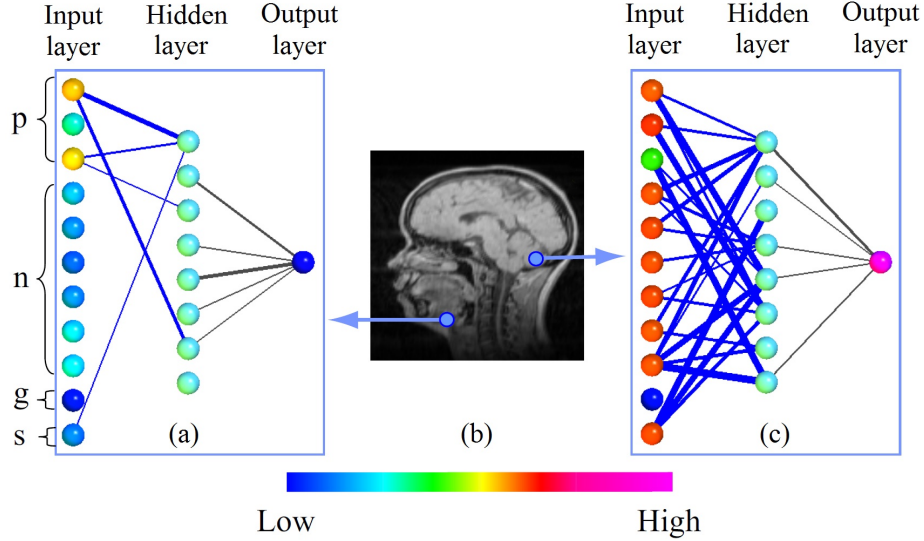 Input layer
Hidden layer
Output layer
Input layer
Hidden layer
Output layer
p
n
g
s
(a)
(b)
(c)
Low
High